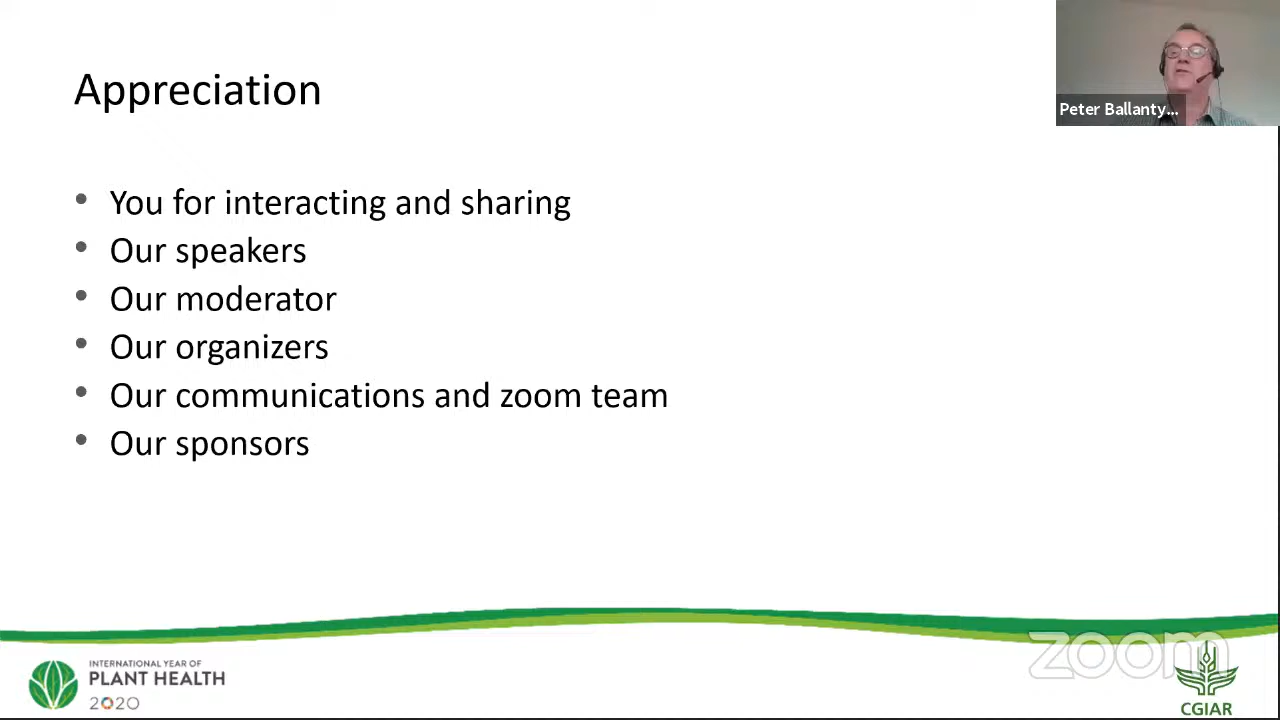 Appreciation
Peter Ballanty...
• You for interacting and sharing
• Our speakers
• Our moderator
• Our organizers
• Our communications and zoom team
• Our sponsors
zoom
INTERNATIONAL YEAR OF
PLANT HEALTH
2020
CGIAR